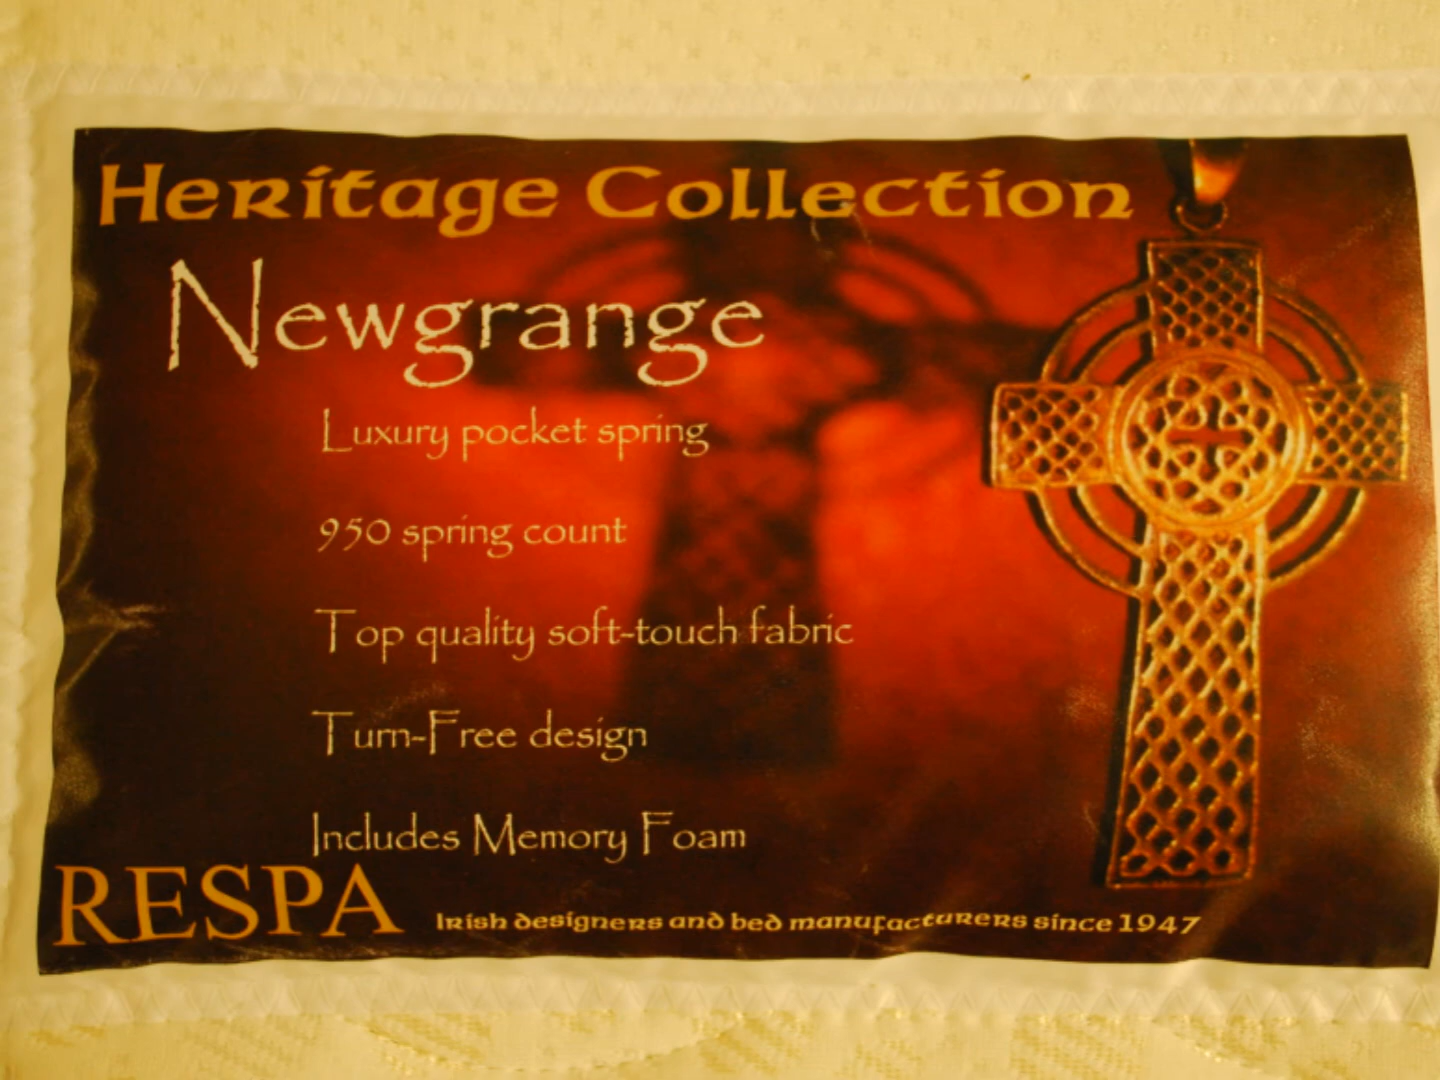 Heritage Collection
Newgrange
Luxury pocket spring
950 spring count
Top quality soft-touch fabric
Turn-Free design
Includes Memory Foam
RESPA
Irish designers and bed manufacturers since 1947